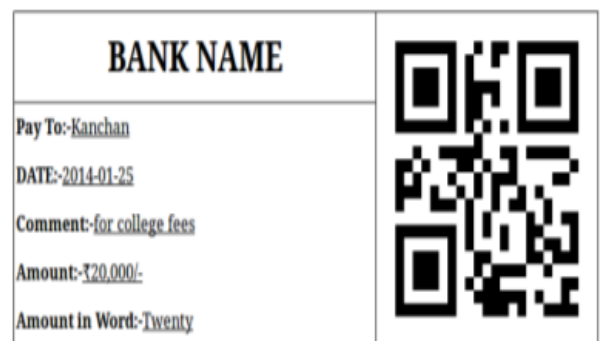 BANK NAME
Pay To:-Kanchan
DATE:-2014-01-25
Comment:-for college fees
Amount:-₹20,000/-
Amount in Word:-Twenty